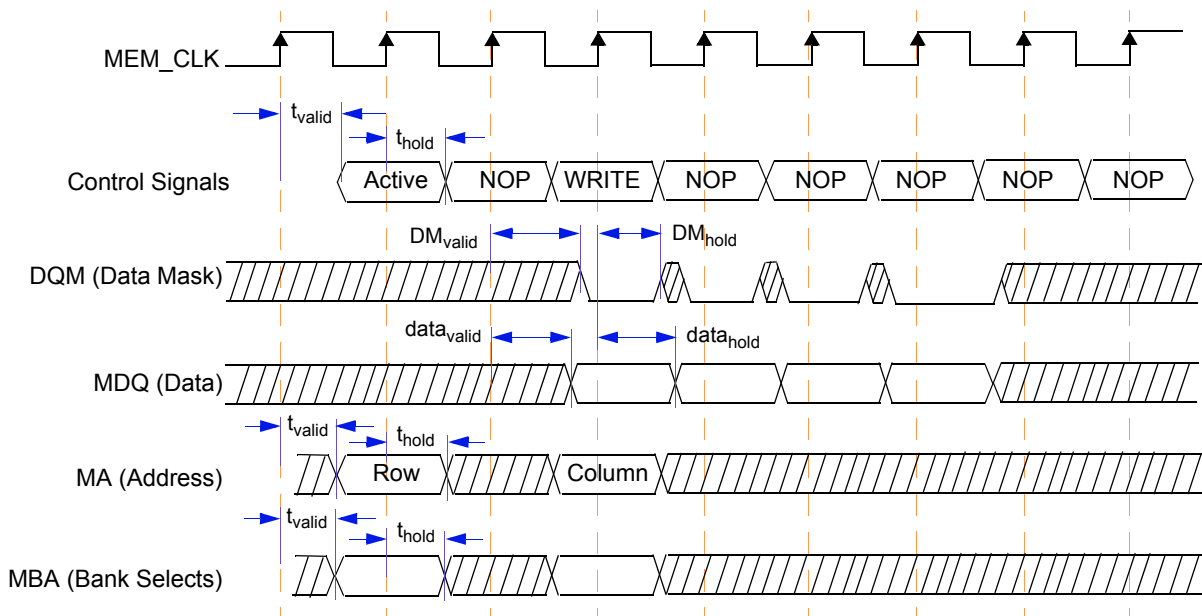 MEM_CLK
tvalid
thold
Control Signals Active NOP WRITE NOP NOP NOP NOP NOP
DMvalid DMhold
DQM (Data Mask)
datavalid datahold
MDQ (Data)
tvalid thold
MA (Address) Row Column
tvalid thold
MBA (Bank Selects)